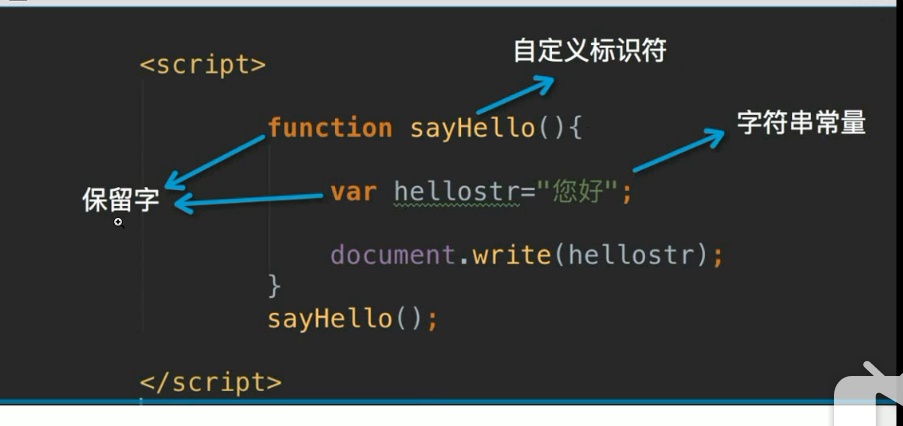 自定义标识符
<script>
字符串常量
function sayHello(){
保留字
var hellostr="您好";
document.write(hellostr);
}
sayHello();
</script>